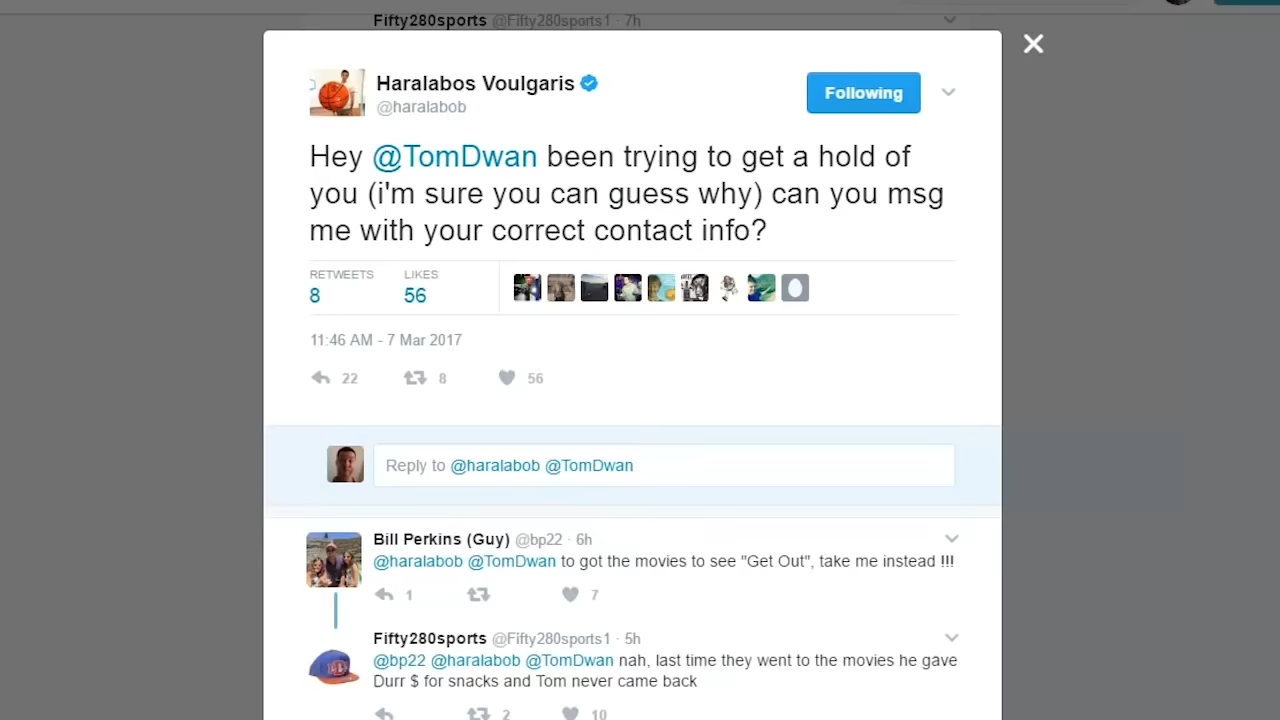 Fifty280sports @Fifty280sports1 · 7h
Haralabos Voulgaris
@haralabob
Following
Hey @TomDwan been trying to get a hold of
you (i'm sure you can guess why) can you msg
me with your correct contact info?
RETWEETS LIKES
8 56
11:46 AM - 7 Mar 2017
22 8 56
Reply to @haralabob @TomDwan
Bill Perkins (Guy) @bp22 · 6h
@haralabob @TomDwan to got the movies to see "Get Out", take me instead !!!
1 7
Fifty280sports @Fifty280sports1 · 5h
@bp22 @haralabob @TomDwan nah, last time they went to the movies he gave
Durr $ for snacks and Tom never came back
2 10